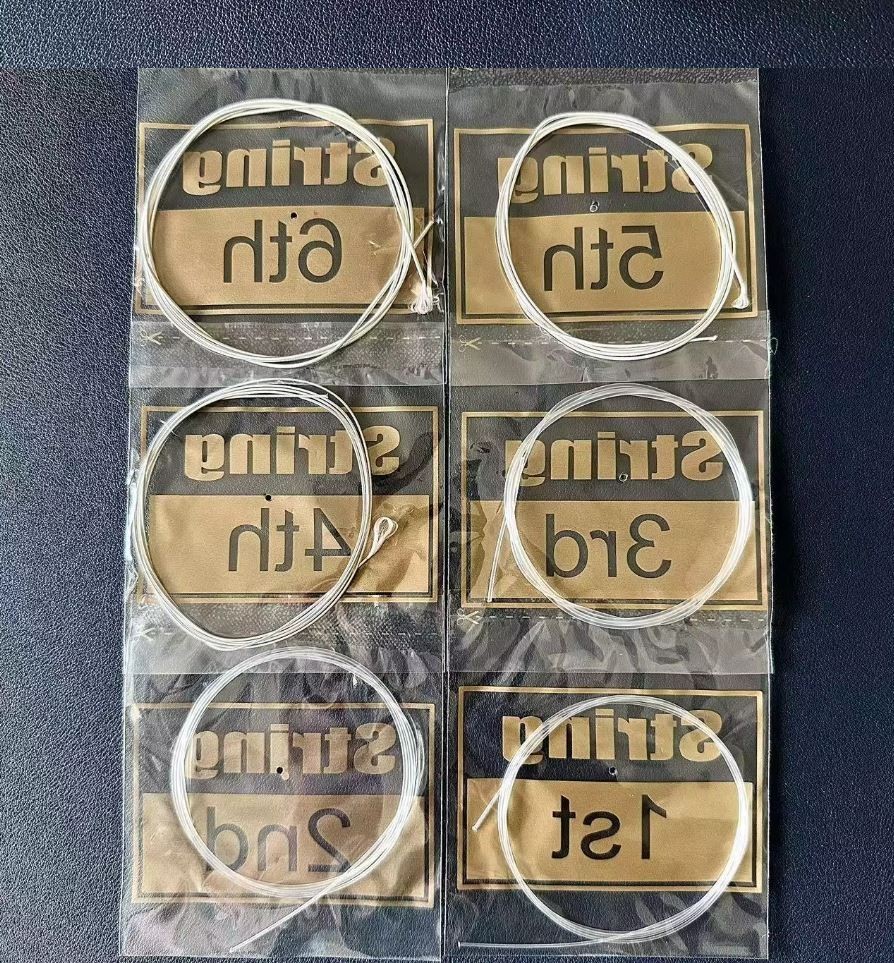 String
6th
String
5th
String
4th
String
3rd
String
2nd
String
1st